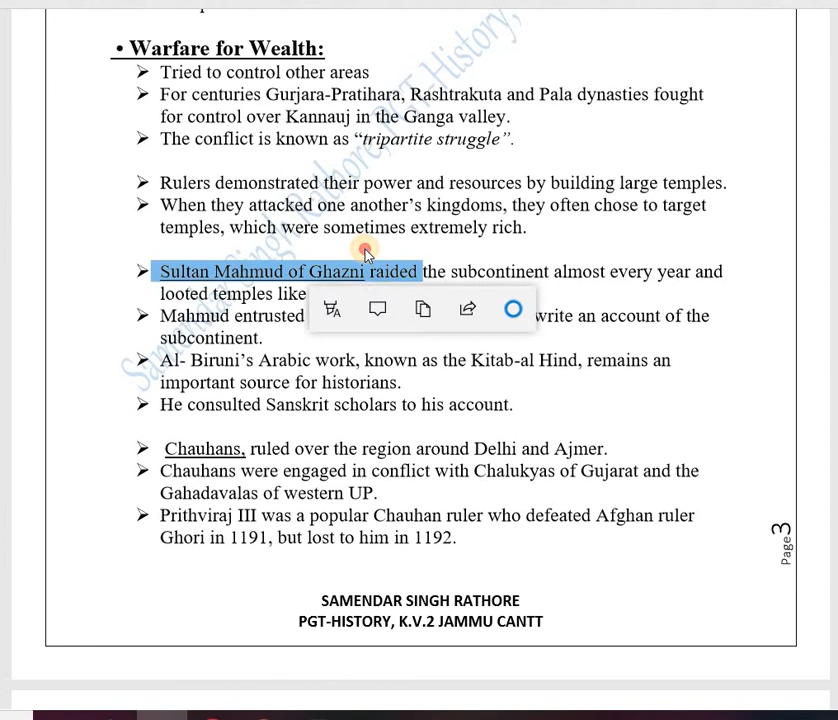 • Warfare for Wealth:
➤ Tried to control other areas
➤ For centuries Gurjara-Pratihara, Rashtrakuta and Pala dynasties fought
for control over Kannauj in the Ganga valley.
➤ The conflict is known as “tripartite struggle”.
➤ Rulers demonstrated their power and resources by building large temples.
➤ When they attacked one another’s kingdoms, they often chose to target
temples, which were sometimes extremely rich.
➤ Sultan Mahmud of Ghazni raided the subcontinent almost every year and
looted temples like
➤ Mahmud entrusted write an account of the
subcontinent.
➤ Al- Biruni’s Arabic work, known as the Kitab-al Hind, remains an
important source for historians.
➤ He consulted Sanskrit scholars to his account.
➤ Chauhans, ruled over the region around Delhi and Ajmer.
➤ Chauhans were engaged in conflict with Chalukyas of Gujarat and the
Gahadavalas of western UP.
➤ Prithviraj III was a popular Chauhan ruler who defeated Afghan ruler
Ghori in 1191, but lost to him in 1192.
Page 3
SAMENDAR SINGH RATHORE
PGT-HISTORY, K.V.2 JAMMU CANTT
Samendar Singh Rathore, PGT-History,